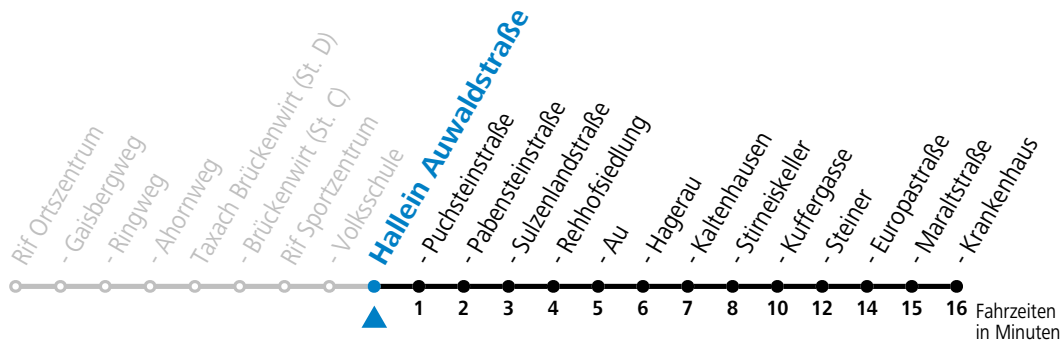 Rif Ortszentrum
- Gaisbergweg
- Ringweg
- Ahornweg
Taxach Brückenwirt (St. D)
- Brückenwirt (St. C)
Rif Sportzentrum
- Volksschule
Hallein Auwaldstraße
- Puchsteinstraße
- Pabensteinstraße
- Sulzenlandstraße
- Rehhofsiedlung
- Au
- Hagerau
- Kaltenhausen
- Stirneiskeller
- Kuffergasse
- Steiner
- Europastraße
- Maraltstraße
- Krankenhaus
1 2 3 4 5 6 7 8 10 12 14 15 16 Fahrzeiten
in Minuten